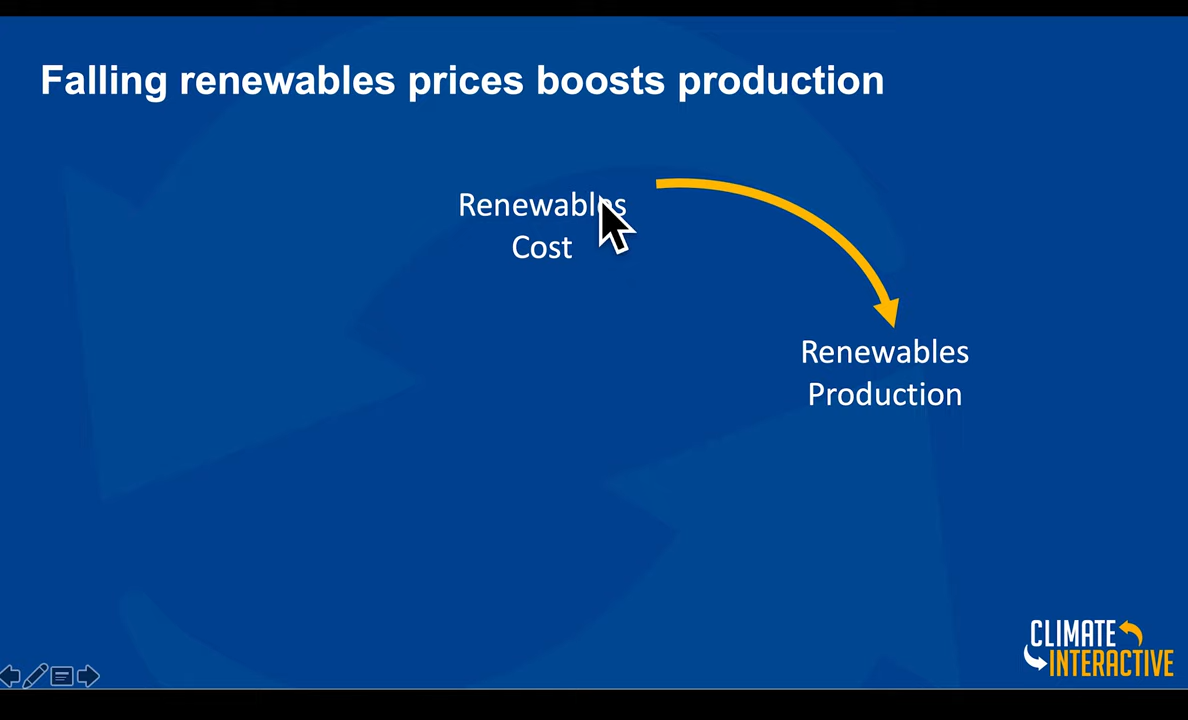 Falling renewables prices boosts production
Renewables
Cost
Renewables
Production
CLIMATE
INTERACTIVE